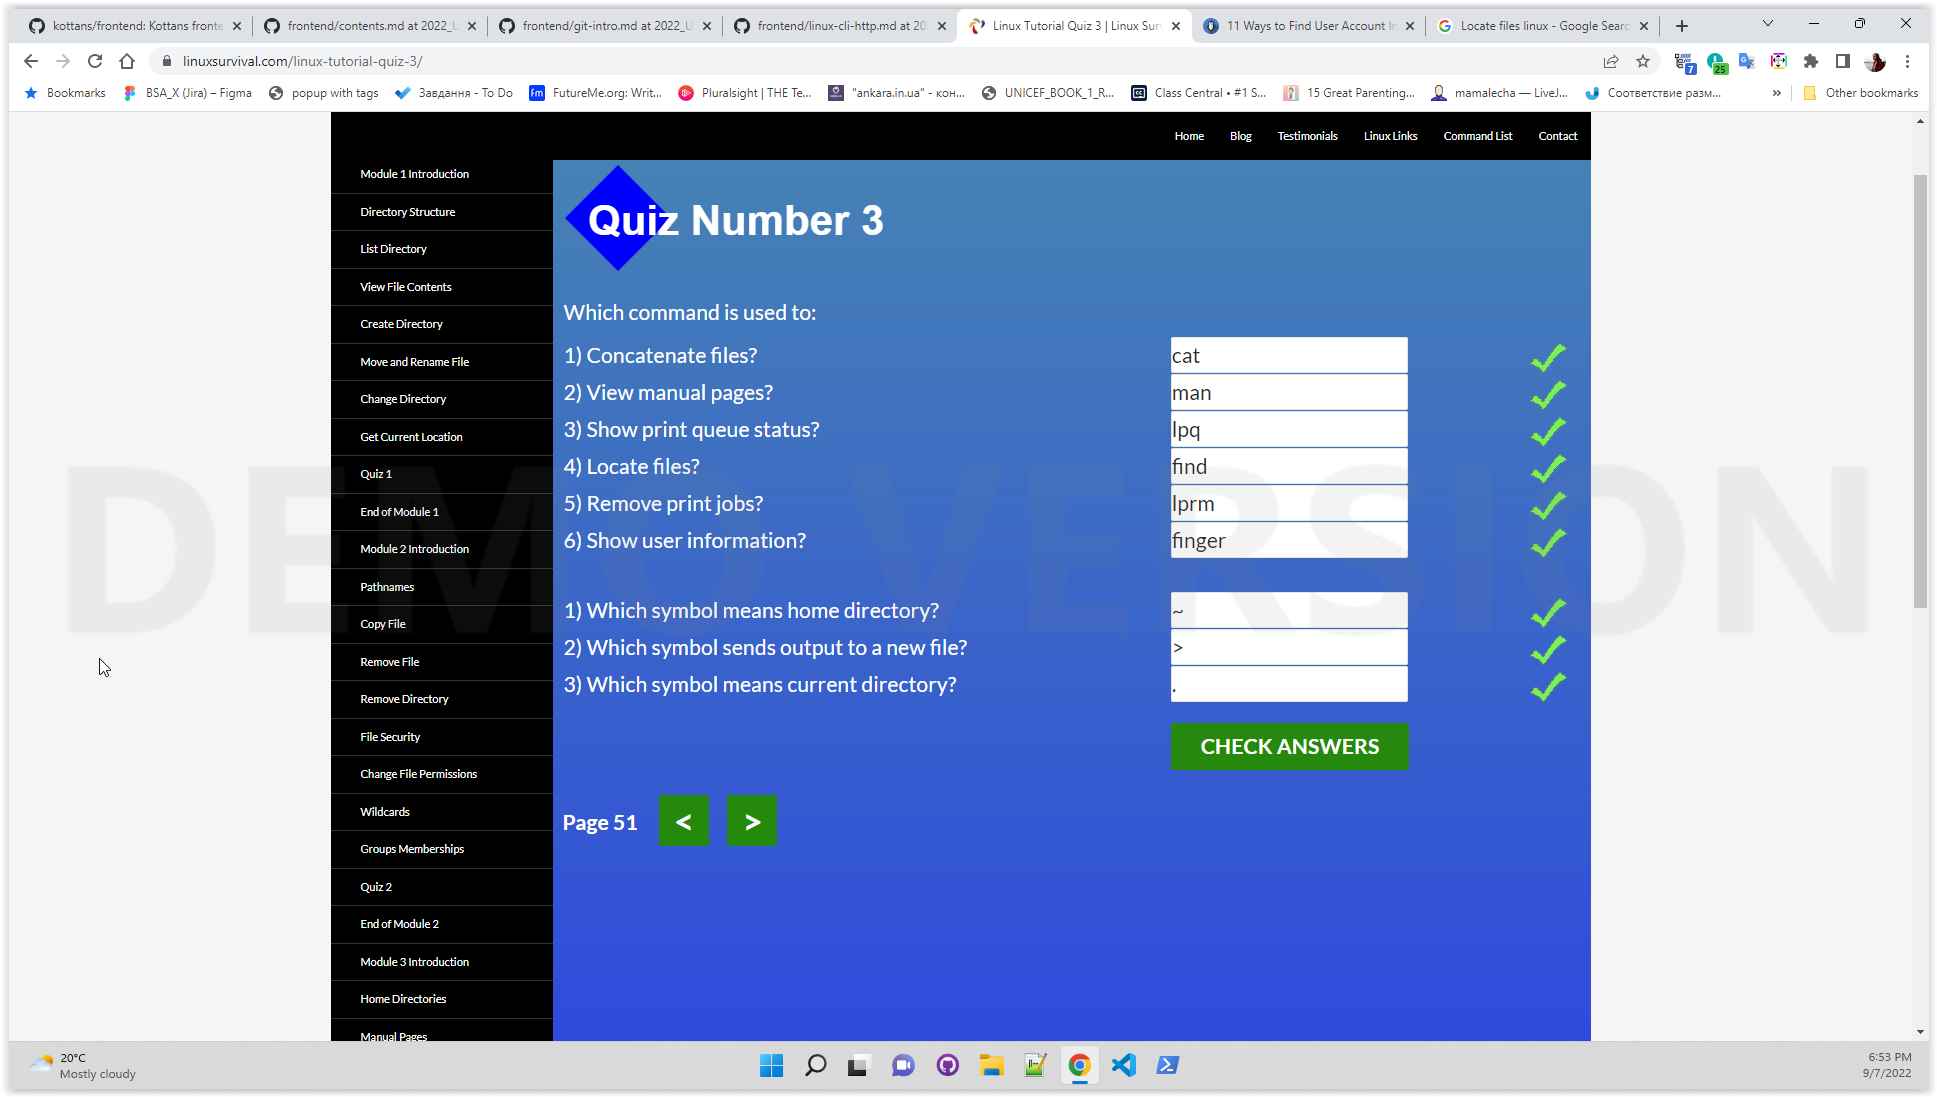 kottans/frontend: Kottans fronte
frontend/contents.md at 2022_U
frontend/git-intro.md at 2022_U
frontend/linux-cli-http.md at 20
Linux Tutorial Quiz 3 | Linux Sur
11 Ways to Find User Account In
Locate files linux - Google Searc
linuxsurvival.com/linux-tutorial-quiz-3/
7
25
Bookmarks
BSA_X (Jira) – Figma
popup with tags
Завдання - To Do
fm
FutureMe.org: Writ...
Pluralsight | THE Te...
"ankara.in.ua" - кон...
UNICEF_BOOK_1_R...
Class Central • #1 S...
15 Great Parenting...
mamalecha — LiveJ...
Соответствие разм...
»
Other bookmarks
Home
Blog
Testimonials
Linux Links
Command List
Contact
Module 1 Introduction
Directory Structure
List Directory
View File Contents
Create Directory
Move and Rename File
Change Directory
Get Current Location
Quiz 1
End of Module 1
Module 2 Introduction
Pathnames
Copy File
Remove File
Remove Directory
File Security
Change File Permissions
Wildcards
Groups Memberships
Quiz 2
End of Module 2
Module 3 Introduction
Home Directories
Manual Pages
Quiz Number 3
Which command is used to:
1) Concatenate files?
cat
2) View manual pages?
man
3) Show print queue status?
lpq
4) Locate files?
find
5) Remove print jobs?
lprm
6) Show user information?
finger
1) Which symbol means home directory?
~
2) Which symbol sends output to a new file?
>
3) Which symbol means current directory?
.
CHECK ANSWERS
Page 51
<
>
DEMO VERSION
20°C
Mostly cloudy
6:53 PM
9/7/2022